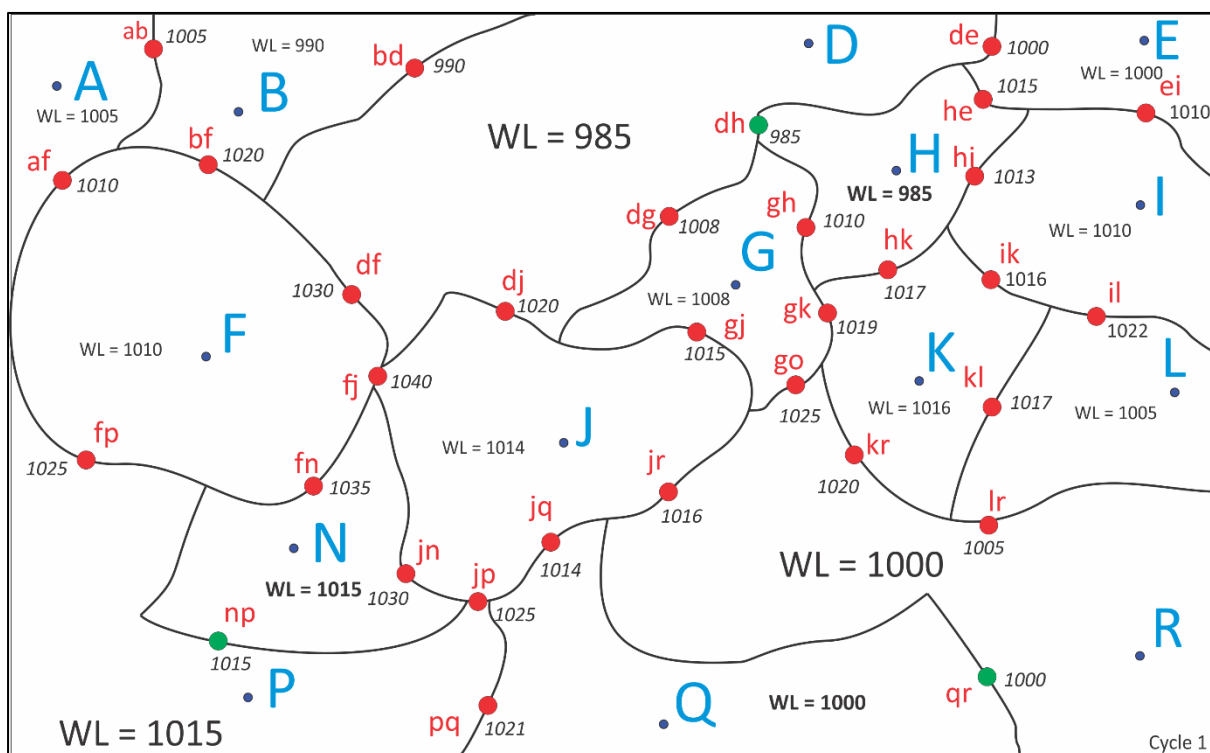 ab 1005
WL = 990
bd
990
D
de
1000
E
WL = 1000
A
WL = 1005
B
ei
1010
1015
he
bf
1020
WL = 985
dh
985
H
hi
1013
af
1010
WL = 985
I
WL = 1010
dg
1008
gh
1010
G
hk
1017
ik
1016
df
1030
dj
1020
WL = 1008
gk
1019
il
1022
F
WL = 1010
gj
1015
go
1025
K
WL = 1016
kl
1017
L
WL = 1005
fj
1040
J
WL = 1014
fp
1025
fn
1035
jr
1016
kr
1020
lr
1005
N
WL = 1015
jn
1030
jq
1014
jp
1025
WL = 1000
np
1015
R
P
WL = 1015
pq
1021
Q
WL = 1000
qr
1000
Cycle 1